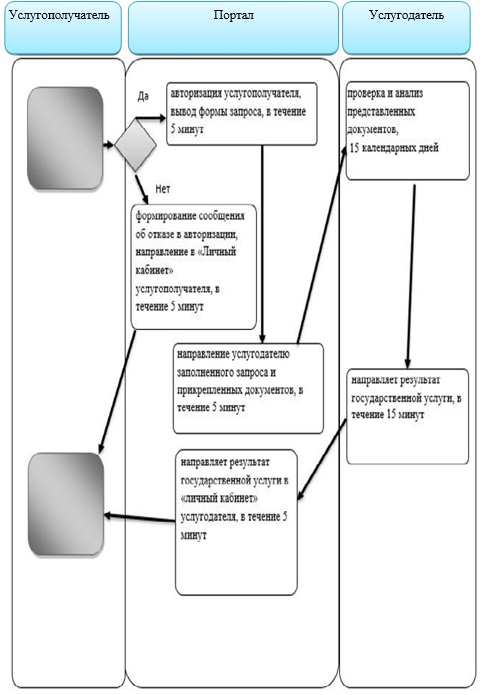 Услугополучатель
Портал
Услугодатель
Да
авторизация услугополучателя,
вывод формы запроса, в течение
5 минут
проверка и анализ
представленных
документов,
15 календарных дней
Нет
формирование сообщения
об отказе в авторизации,
направление в «Личный
кабинет»
услугополучателя, в
течение 5 минут
направление услугодателю
заполненного запроса и
прикрепленных документов, в
течение 5 минут
направляет результат
государственной услуги, в
течение 15 минут
направляет результат
государственной услуги в
«личный кабинет»
услугодателя, в течение 5
минут